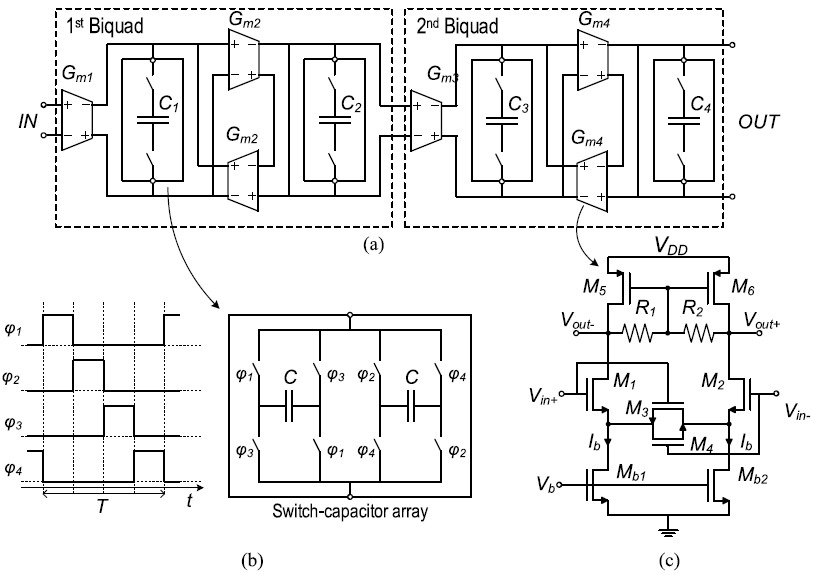 1st Biquad
Gm2
2nd Biquad
Gm4
Gm1
Gm3
+ −
− +
C1
C2
C3
C4
IN
OUT
Gm2
Gm4
(a)
VDD
M5
M6
R1
R2
Vout-
Vout+
φ1
φ2
φ3
φ4
T
t
φ1
C
φ3
φ2
C
φ4
φ3
φ1
φ4
φ2
Switch-capacitor array
M1
M2
Vin+
Vin-
M3
M4
Ib
Ib
Mb1
Mb2
Vb
(b)
(c)